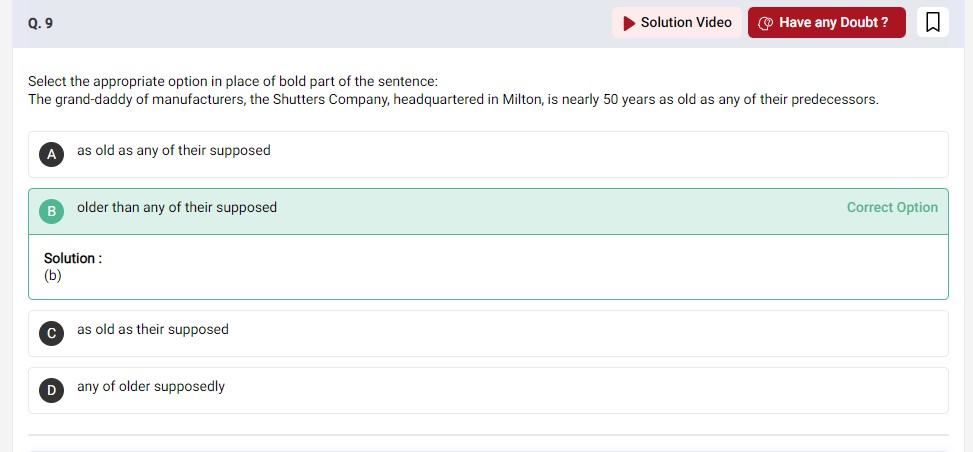 Q. 9
Solution Video
Have any Doubt ?
Select the appropriate option in place of bold part of the sentence:
The grand-daddy of manufacturers, the Shutters Company, headquartered in Milton, is nearly 50 years as old as any of their predecessors.
A as old as any of their supposed
B older than any of their supposed Correct Option
Solution :
(b)
C as old as their supposed
D any of older supposedly